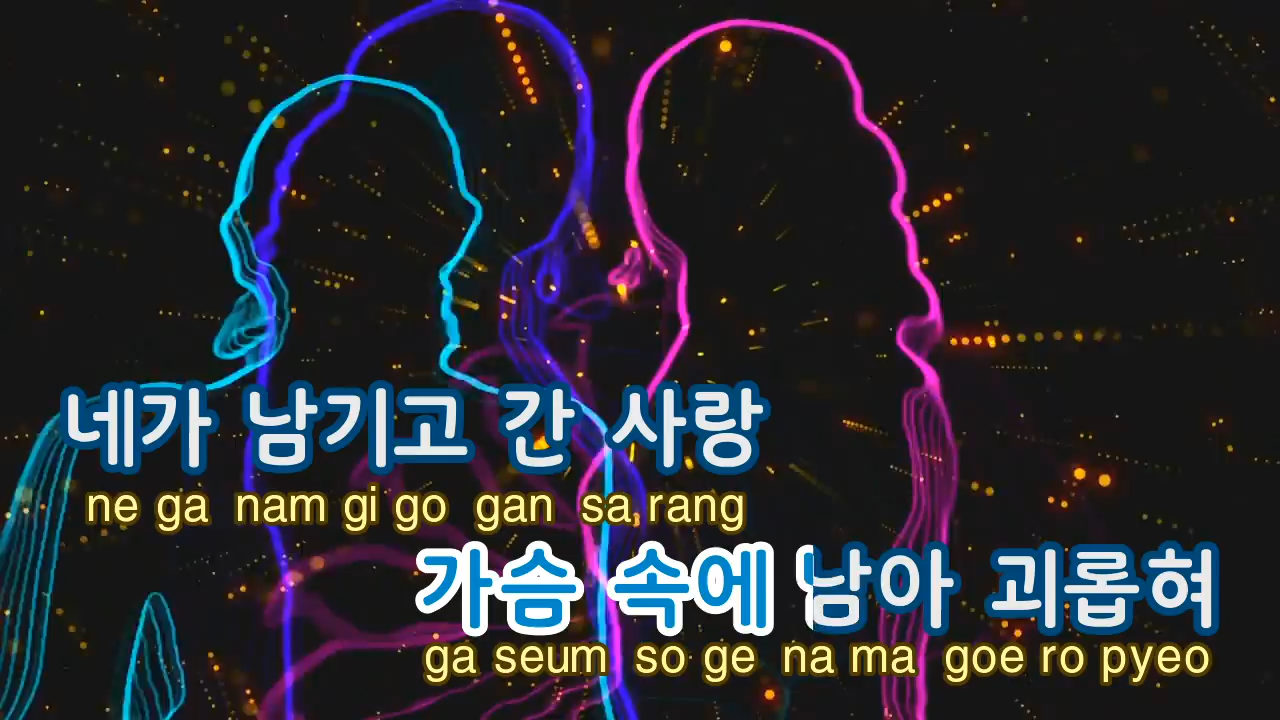 네가 남기고 간 사랑
ne ga nam gi go gan sa rang
가슴 속에 남아 괴롭혀
ga seum so ge na ma goe ro pyeo